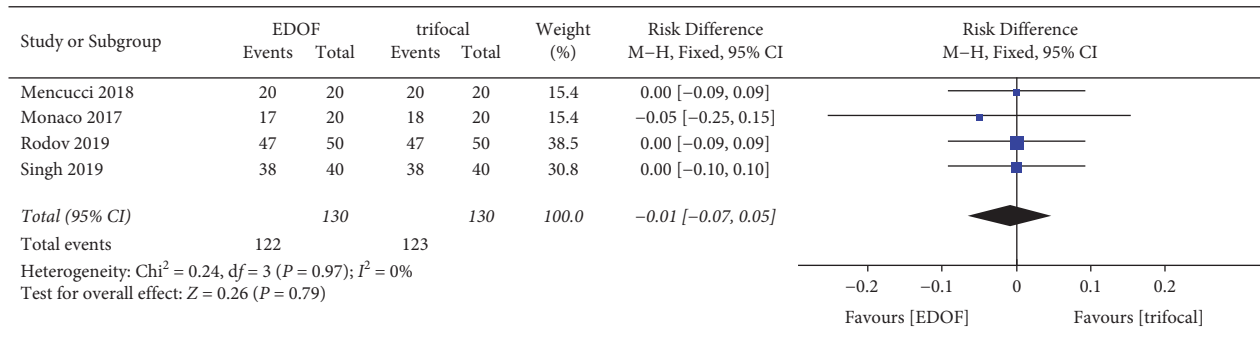 Study or Subgroup EDOF trifocal Weight Risk Difference Risk Difference
Events Total Events Total (%) M−H, Fixed, 95% CI M−H, Fixed, 95% CI
Mencucci 2018 20 20 20 20 15.4 0.00 [−0.09, 0.09]
Monaco 2017 17 20 18 20 15.4 −0.05 [−0.25, 0.15]
Rodov 2019 47 50 47 50 38.5 0.00 [−0.09, 0.09]
Singh 2019 38 40 38 40 30.8 0.00 [−0.10, 0.10]
Total (95% CI) 130 130 100.0 −0.01 [−0.07, 0.05]
Total events 122 123
Heterogeneity: Chi² = 0.24, df = 3 (P = 0.97); I² = 0%
Test for overall effect: Z = 0.26 (P = 0.79)
−0.2 −0.1 0 0.1 0.2
Favours [EDOF] Favours [trifocal]